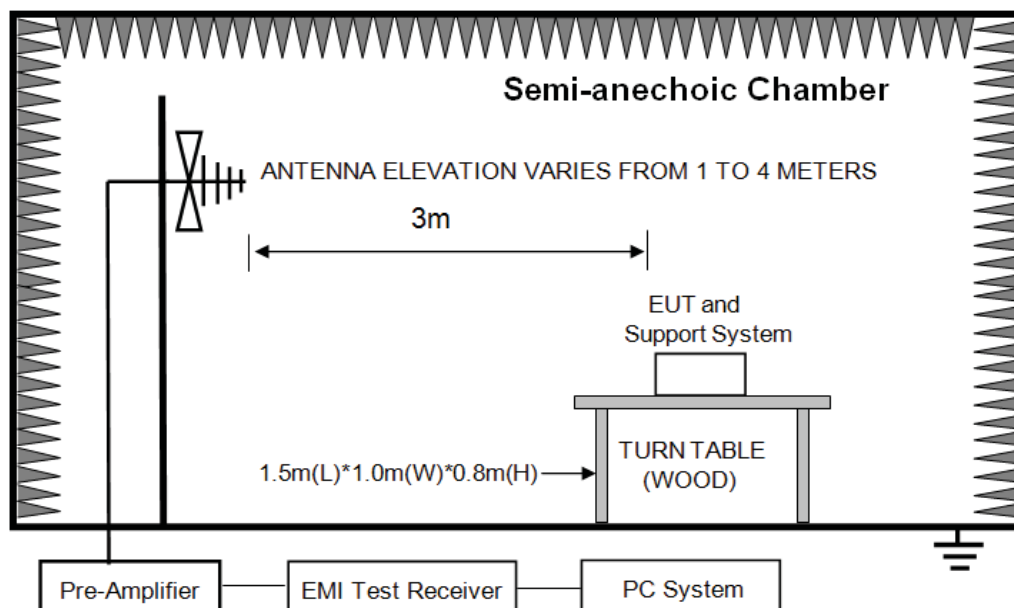 Semi-anechoic Chamber
ANTENNA ELEVATION VARIES FROM 1 TO 4 METERS
3m
EUT and
Support System
1.5m(L)*1.0m(W)*0.8m(H)
TURN TABLE
(WOOD)
Pre-Amplifier
EMI Test Receiver
PC System